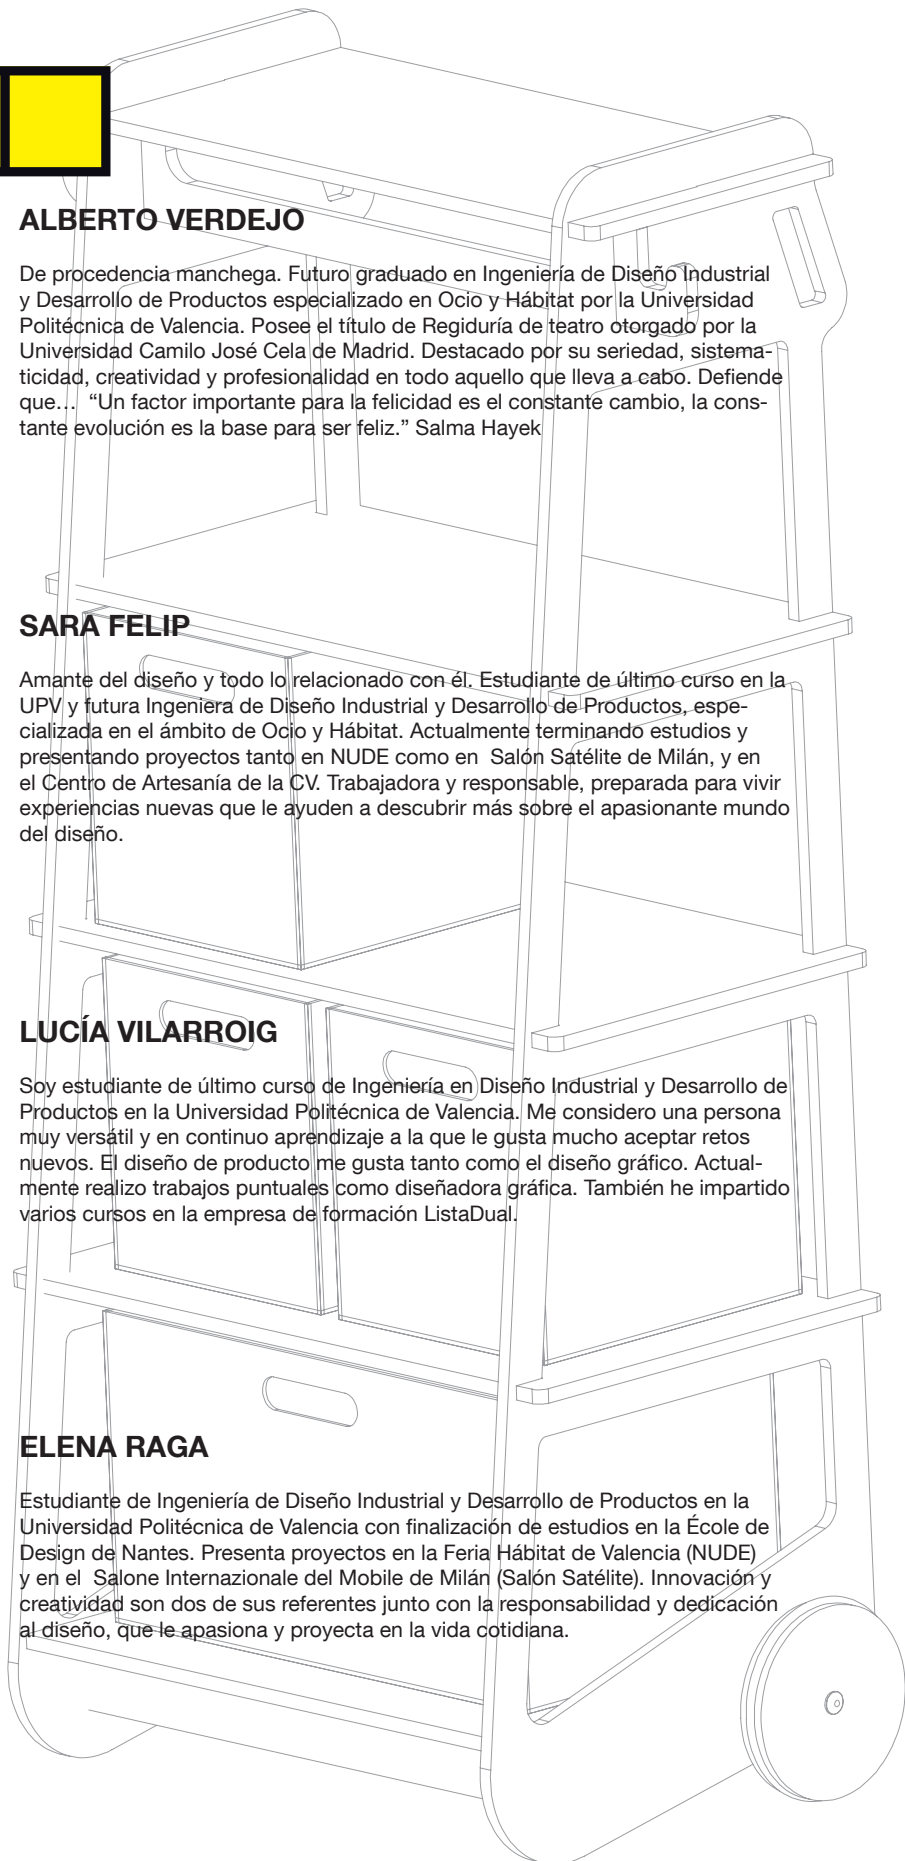 ALBERTO VERDEJO
De procedencia manchega. Futuro graduado en Ingeniería de Diseño Industrial
y Desarrollo de Productos especializado en Ocio y Hábitat por la Universidad
Politécnica de Valencia. Posee el título de Regiduría de teatro otorgado por la
Universidad Camilo José Cela de Madrid. Destacado por su seriedad, sistema-
ticidad, creatividad y profesionalidad en todo aquello que lleva a cabo. Defiende
que… “Un factor importante para la felicidad es el constante cambio, la cons-
tante evolución es la base para ser feliz.” Salma Hayek
SARA FELIP
Amante del diseño y todo lo relacionado con él. Estudiante de último curso en la
UPV y futura Ingeniera de Diseño Industrial y Desarrollo de Productos, espe-
cializada en el ámbito de Ocio y Hábitat. Actualmente terminando estudios y
presentando proyectos tanto en NUDE como en Salón Satélite de Milán, y en
el Centro de Artesanía de la CV. Trabajadora y responsable, preparada para vivir
experiencias nuevas que le ayuden a descubrir más sobre el apasionante mundo
del diseño.
LUCÍA VILARROIG
Soy estudiante de último curso de Ingeniería en Diseño Industrial y Desarrollo de
Productos en la Universidad Politécnica de Valencia. Me considero una persona
muy versátil y en continuo aprendizaje a la que le gusta mucho aceptar retos
nuevos. El diseño de producto me gusta tanto como el diseño gráfico. Actual-
mente realizo trabajos puntuales como diseñadora gráfica. También he impartido
varios cursos en la empresa de formación ListaDual.
ELENA RAGA
Estudiante de Ingeniería de Diseño Industrial y Desarrollo de Productos en la
Universidad Politécnica de Valencia con finalización de estudios en la École de
Design de Nantes. Presenta proyectos en la Feria Hábitat de Valencia (NUDE)
y en el Salone Internazionale del Mobile de Milán (Salón Satélite). Innovación y
creatividad son dos de sus referentes junto con la responsabilidad y dedicación
al diseño, que le apasiona y proyecta en la vida cotidiana.